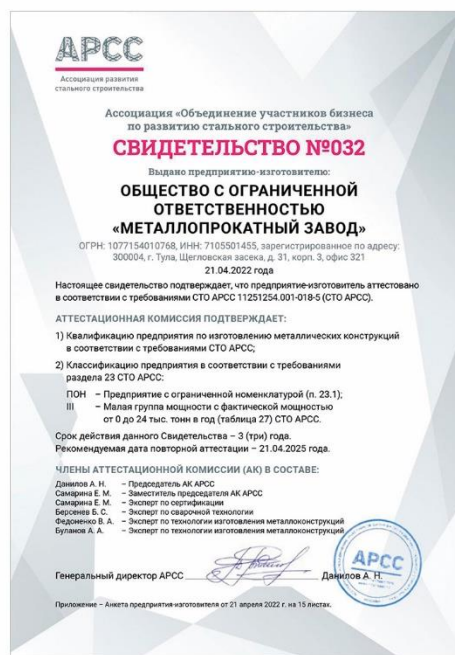 АРСС
Ассоциация развития
стального строительства
Ассоциация «Объединение участников бизнеса
по развитию стального строительства»
СВИДЕТЕЛЬСТВО №032
Выдано предприятию-изготовителю:
ОБЩЕСТВО С ОГРАНИЧЕННОЙ
ОТВЕТСТВЕННОСТЬЮ
«МЕТАЛЛОПРОКАТНЫЙ ЗАВОД»
ОГРН: 1077154010768, ИНН: 7105501455, зарегистрированное по адресу:
300004, г. Тула, Щегловская засека, д. 31, корп. 3, офис 321
21.04.2022 года
Настоящее свидетельство подтверждает, что предприятие-изготовитель аттестовано
в соответствии с требованиями СТО АРСС 11251254.001-018-5 (СТО АРСС).
АТТЕСТАЦИОННАЯ КОМИССИЯ ПОДТВЕРЖДАЕТ:
1) Квалификацию предприятия по изготовлению металлических конструкций
в соответствии с требованиями СТО АРСС;
2) Классификацию предприятия в соответствии с требованиями
раздела 23 СТО АРСС:
ПОН – Предприятие с ограниченной номенклатурой (п. 23.1);
III – Малая группа мощности с фактической мощностью
от 0 до 24 тыс. тонн в год (таблица 27) СТО АРСС.
Срок действия данного Свидетельства – 3 (три) года.
Рекомендуемая дата повторной аттестации – 21.04.2025 года.
ЧЛЕНЫ АТТЕСТАЦИОННОЙ КОМИССИИ (АК) В СОСТАВЕ:
Данилов А. Н. – Председатель АК АРСС
Самарина Е. М. – Заместитель председателя АК АРСС
Самарина Е. М. – Эксперт по сертификации
Берсенев Б. С. – Эксперт по сварочной технологии
Федоненко В. А. – Эксперт по технологии изготовления металлоконструкций
Буланов А. А. – Эксперт по технологии изготовления металлоконструкций
Генеральный директор АРСС Данилов А. Н.
АРСС
Приложение – Анкета предприятия-изготовителя от 21 апреля 2022 г. на 15 листах.